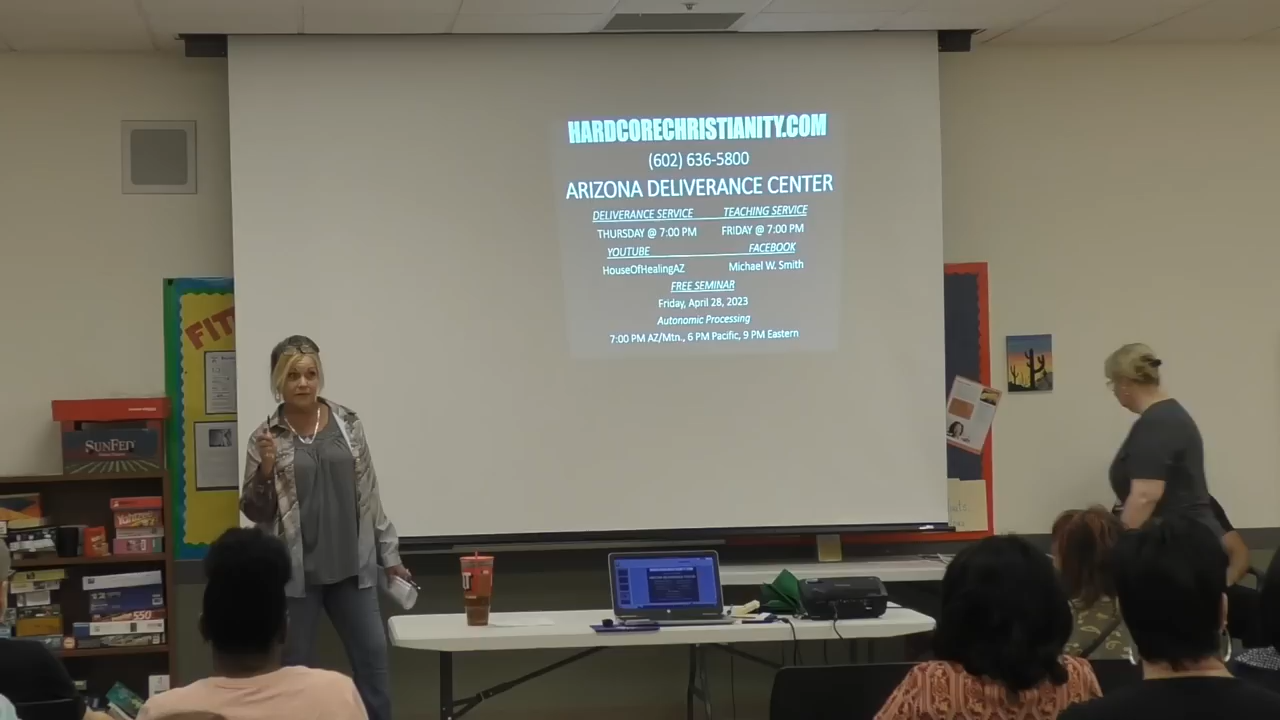 HARDCORECHRISTIANITY.COM
(602) 636-5800
ARIZONA DELIVERANCE CENTER
DELIVERANCE SERVICE TEACHING SERVICE
THURSDAY @ 7:00 PM FRIDAY @ 7:00 PM
YOUTUBE FACEBOOK
HouseOfHealingAZ Michael W. Smith
FREE SEMINAR
Friday, April 28, 2023
Autonomic Processing
7:00 PM AZ/Mtn., 6 PM Pacific, 9 PM Eastern
FIT
SUNFED
550